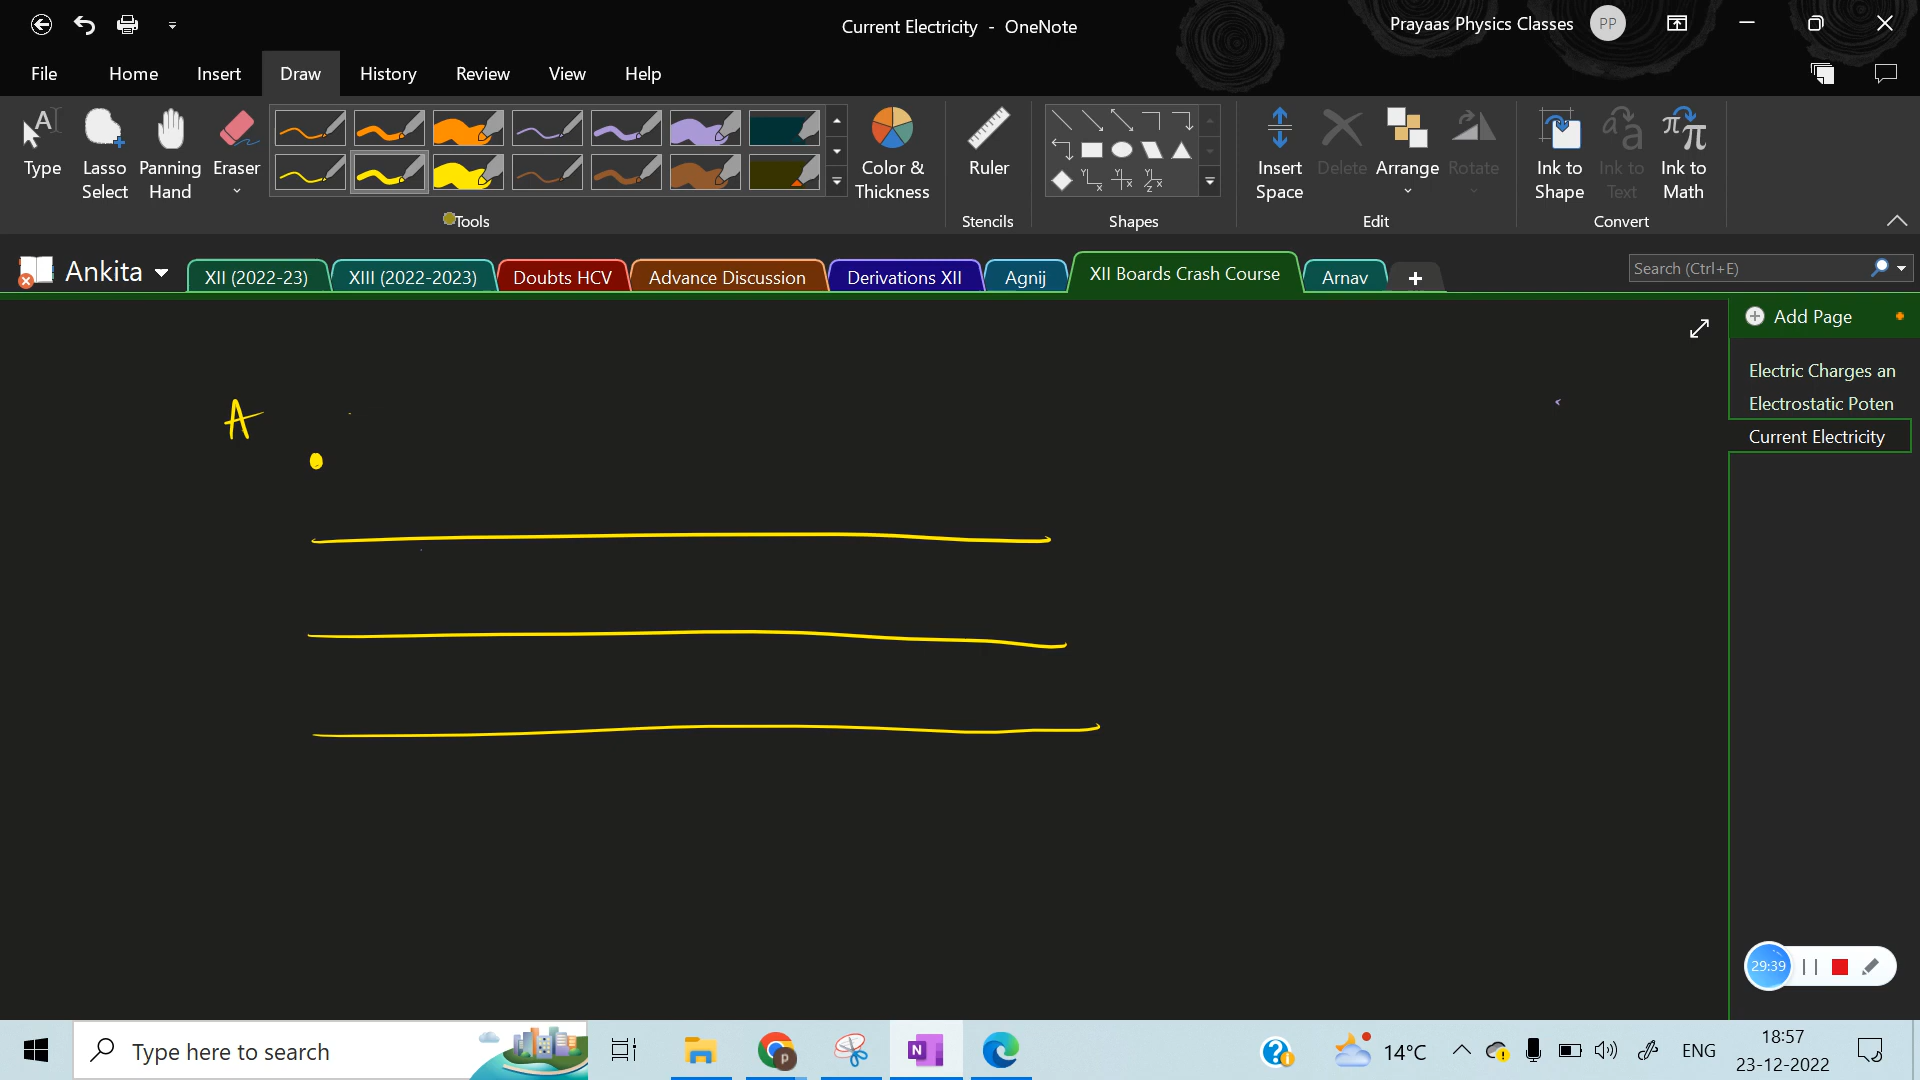 Current Electricity - OneNote
Prayaas Physics Classes PP
File Home Insert Draw History Review View Help
Type
Lasso Select
Panning Hand
Eraser
Tools
Color & Thickness
Ruler
Stencils
Shapes
Insert Space
Delete
Arrange
Rotate
Edit
Ink to Shape
Ink to Text
Ink to Math
Convert
Ankita
XII (2022-23) XIII (2022-2023) Doubts HCV Advance Discussion Derivations XII Agnij XII Boards Crash Course Arnav +
Search (Ctrl+E)
Add Page
Electric Charges an
Electrostatic Poten
Current Electricity
A
29:39
Type here to search
14°C
ENG
18:57
23-12-2022